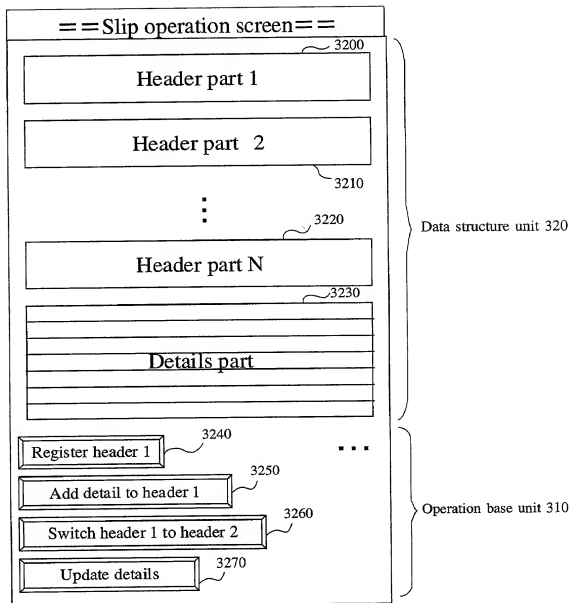 ==Slip operation screen==
3200
Header part 1
Header part 2
3210
3220
Header part N
3230
Details part
Data structure unit 320
Register header 1
3240
Add detail to header 1
3250
Switch header 1 to header 2
3260
Update details
3270
Operation base unit 310